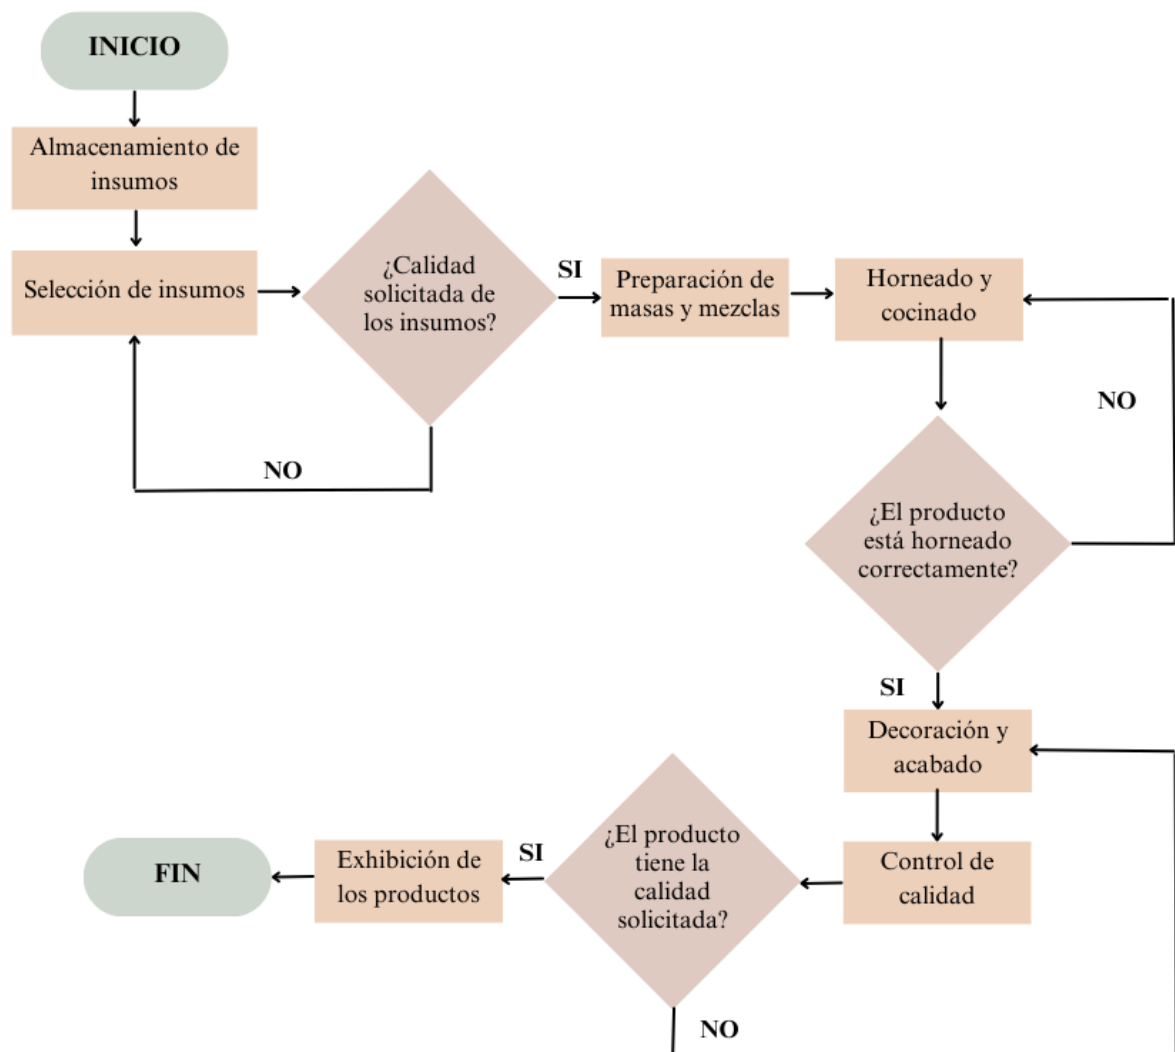 INICIO
Almacenamiento de
insumos
Selección de insumos
¿Calidad
solicitada de
los insumos?
SI
NO
Preparación de
masas y mezclas
Horneado y
cocinado
NO
¿El producto
está horneado
correctamente?
SI
Decoración y
acabado
Control de
calidad
¿El producto
tiene la
calidad
solicitada?
NO
SI
Exhibición de
los productos
FIN